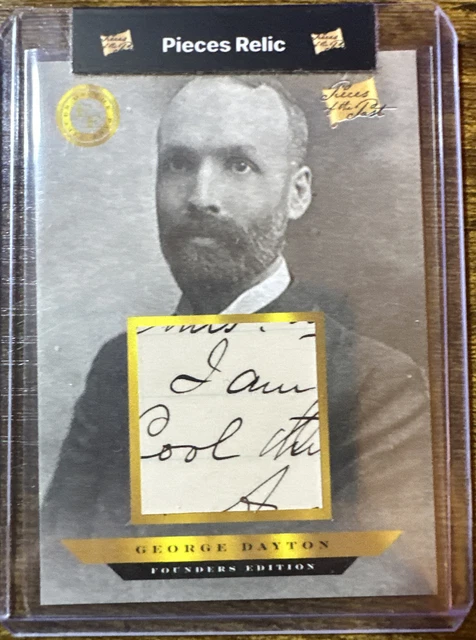 Pieces Relic
Pieces
of the Past
I am
Cool
A
GEORGE DAYTON
FOUNDERS EDITION